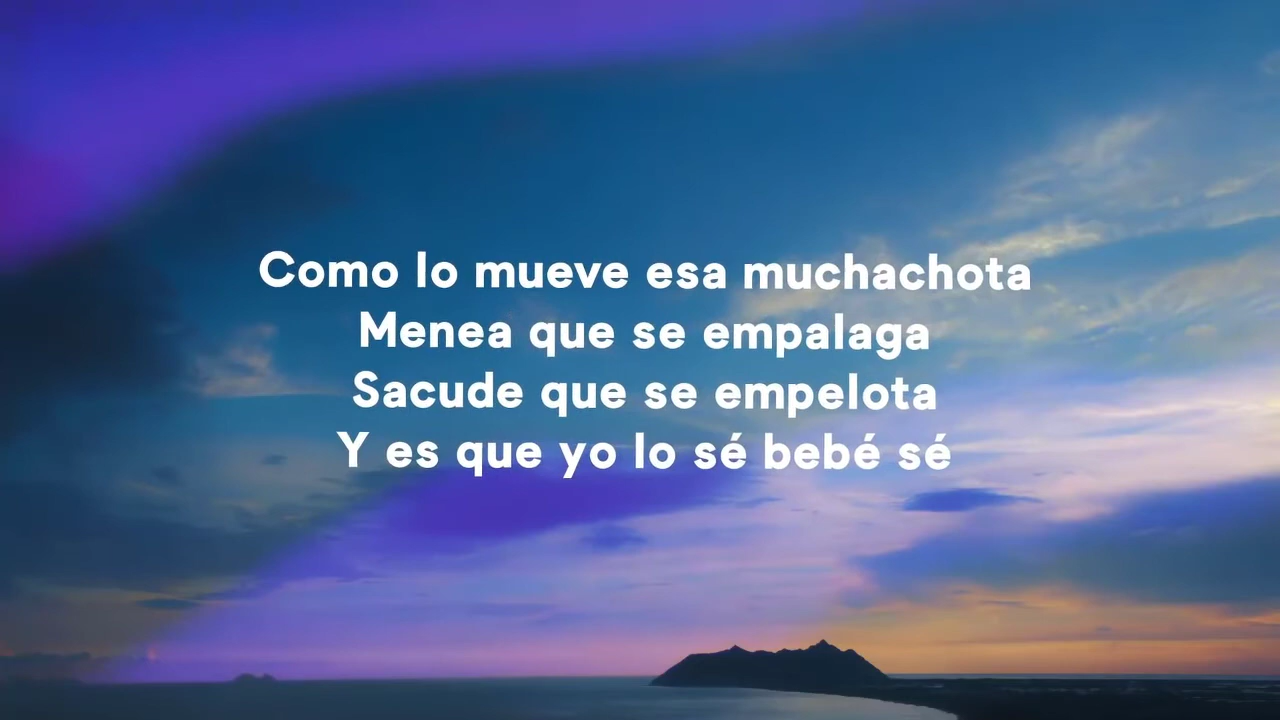 Como lo mueve esa muchachota
Menea que se empalaga
Sacude que se empelota
Y es que yo lo sé bebé sé